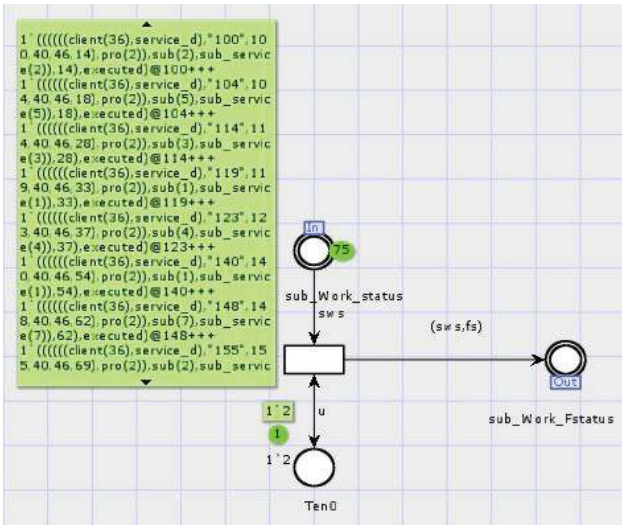 1`((((((client(36),service_d),"100",10
0,40,46,14),pro(2)),sub(2),sub_servic
e(2)),14),executed)@100+++
1`((((((client(36),service_d),"104",10
4,40,46,18),pro(2)),sub(5),sub_servic
e(5)),18),executed)@104+++
1`((((((client(36),service_d),"114",11
4,40,46,28),pro(2)),sub(3),sub_servic
e(3)),28),executed)@114+++
1`((((((client(36),service_d),"119",11
9,40,46,33),pro(2)),sub(1),sub_servic
e(1)),33),executed)@119+++
1`((((((client(36),service_d),"123",12
3,40,46,37),pro(2)),sub(4),sub_servic
e(4)),37),executed)@123+++
1`((((((client(36),service_d),"140",14
0,40,46,54),pro(2)),sub(1),sub_servic
e(1)),54),executed)@140+++
1`((((((client(36),service_d),"148",14
8,40,46,62),pro(2)),sub(7),sub_servic
e(7)),62),executed)@148+++
1`((((((client(36),service_d),"155",15
5,40,46,69),pro(2)),sub(2),sub_servic
In
75
sub_Work_status
sws
(sws,fs)
Out
sub_Work_Fstatus
1`2
u
1
1`2
Ten0